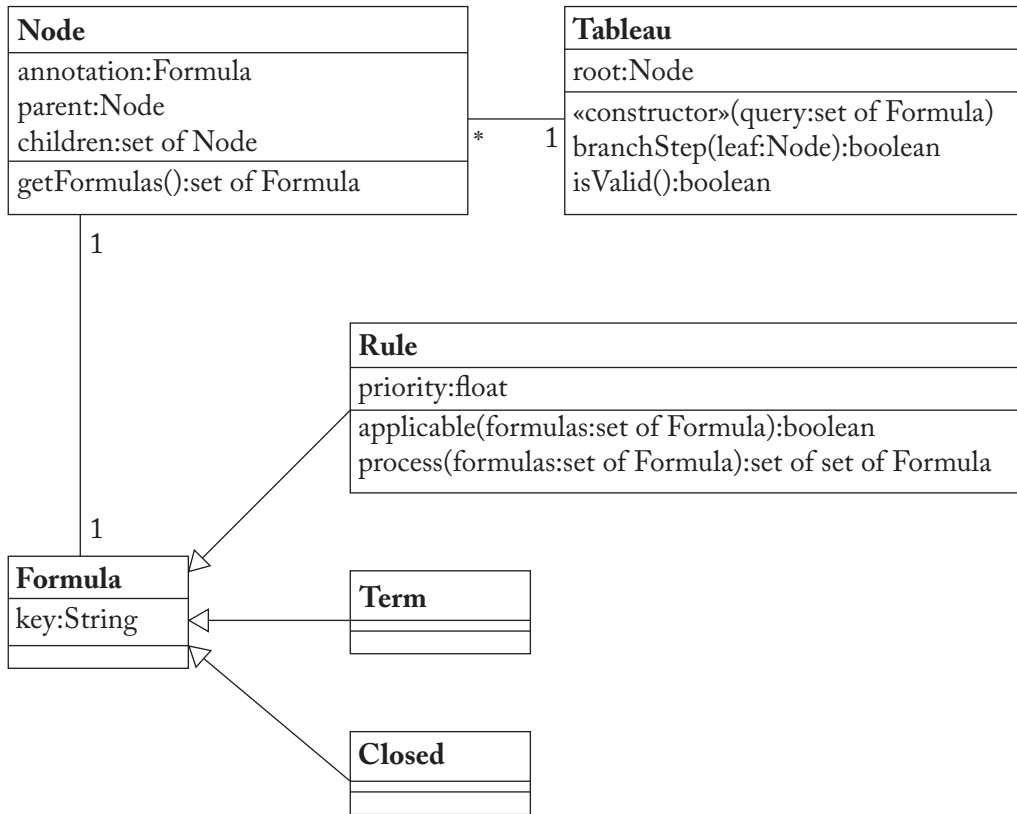 Node
annotation:Formula
parent:Node
children:set of Node
getFormulas():set of Formula
Tableau
root:Node
«constructor»(query:set of Formula)
branchStep(leaf:Node):boolean
isValid():boolean
*
1
1
Rule
priority:float
applicable(formulas:set of Formula):boolean
process(formulas:set of Formula):set of set of Formula
1
Formula
key:String
Term
Closed